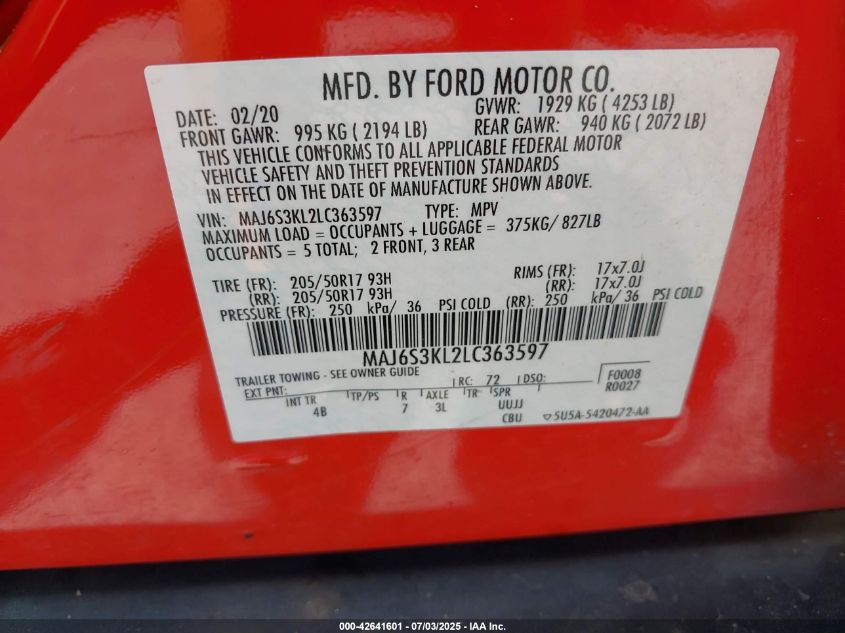 MFD. BY FORD MOTOR CO.
DATE: 02/20 GVWR: 1929 KG ( 4253 LB)
FRONT GAWR: 995 KG ( 2194 LB) REAR GAWR: 940 KG ( 2072 LB)
THIS VEHICLE CONFORMS TO ALL APPLICABLE FEDERAL MOTOR
VEHICLE SAFETY AND THEFT PREVENTION STANDARDS
IN EFFECT ON THE DATE OF MANUFACTURE SHOWN ABOVE.
VIN: MAJ6S3KL2LC363597 TYPE: MPV
MAXIMUM LOAD = OCCUPANTS + LUGGAGE = 375KG/ 827LB
OCCUPANTS = 5 TOTAL; 2 FRONT, 3 REAR
TIRE (FR): 205/50R17 93H RIMS (FR): 17x7.0J
(RR): 205/50R17 93H (RR): 17x7.0J
PRESSURE (FR): 250 kPa/ 36 PSI COLD (RR): 250 kPa/ 36 PSI COLD
MAJ6S3KL2LC363597
TRAILER TOWING - SEE OWNER GUIDE
EXT PNT: RC: 72 DSO: F0008
R0027
INT TR TP/PS R AXLE TR SPR
4B 7 3L UUJJ
CBU 5U5A-5420472-AA
000-42641601 - 07/03/2025 - IAA Inc.